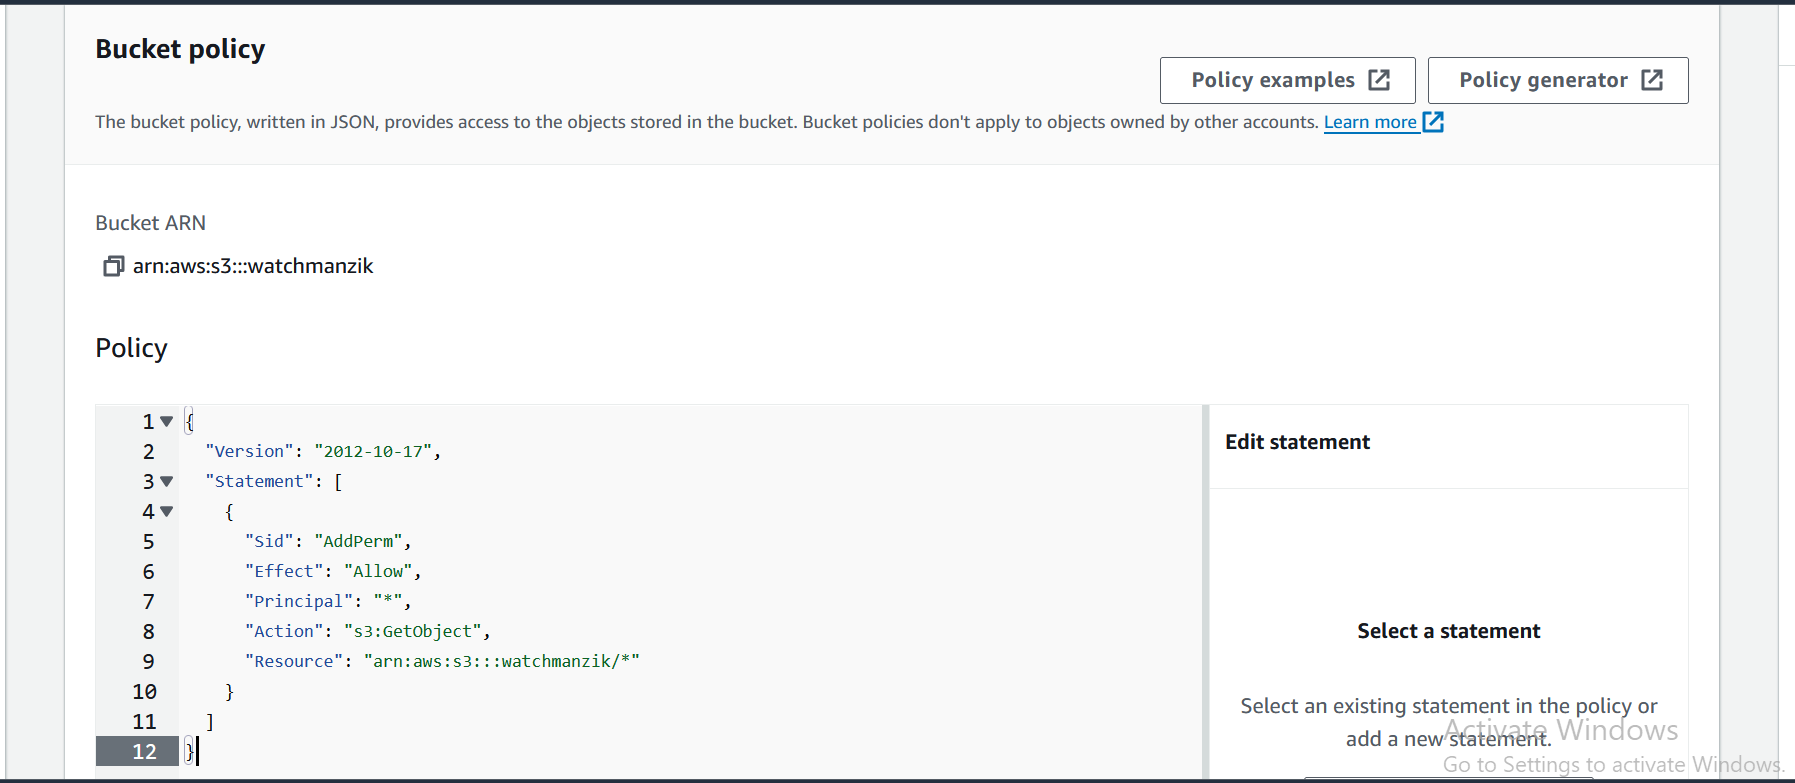 Bucket policy
Policy examples
Policy generator
The bucket policy, written in JSON, provides access to the objects stored in the bucket. Bucket policies don't apply to objects owned by other accounts. Learn more
Bucket ARN
arn:aws:s3:::watchmanzik
Policy
1 {
2 "Version": "2012-10-17",
3 "Statement": [
4 {
5 "Sid": "AddPerm",
6 "Effect": "Allow",
7 "Principal": "*",
8 "Action": "s3:GetObject",
9 "Resource": "arn:aws:s3:::watchmanzik/*"
10 }
11 ]
12 }
Edit statement
Select a statement
Select an existing statement in the policy or
add a new statement.
Activate Windows
Go to Settings to activate Windows.